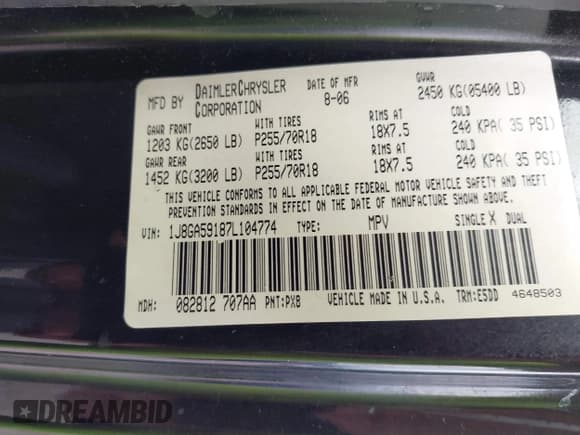 MFD BY DAIMLERCHRYSLER CORPORATION DATE OF MFR 8-06 GVWR 2450 KG(05400 LB)
GAWR FRONT WITH TIRES RIMS AT COLD
1203 KG(2650 LB) P255/70R18 18X7.5 240 KPA( 35 PSI)
GAWR REAR WITH TIRES RIMS AT COLD
1452 KG(3200 LB) P255/70R18 18X7.5 240 KPA( 35 PSI)
THIS VEHICLE CONFORMS TO ALL APPLICABLE FEDERAL MOTOR VEHICLE SAFETY AND THEFT
PREVENTION STANDARDS IN EFFECT ON THE DATE OF MANUFACTURE SHOWN ABOVE.
VIN: 1J8GA59187L104774 TYPE: MPV SINGLE X DUAL
MDH: 082812 707AA PNT:PXB VEHICLE MADE IN U.S.A. TRM:E5DD 4648503
DREAMBID